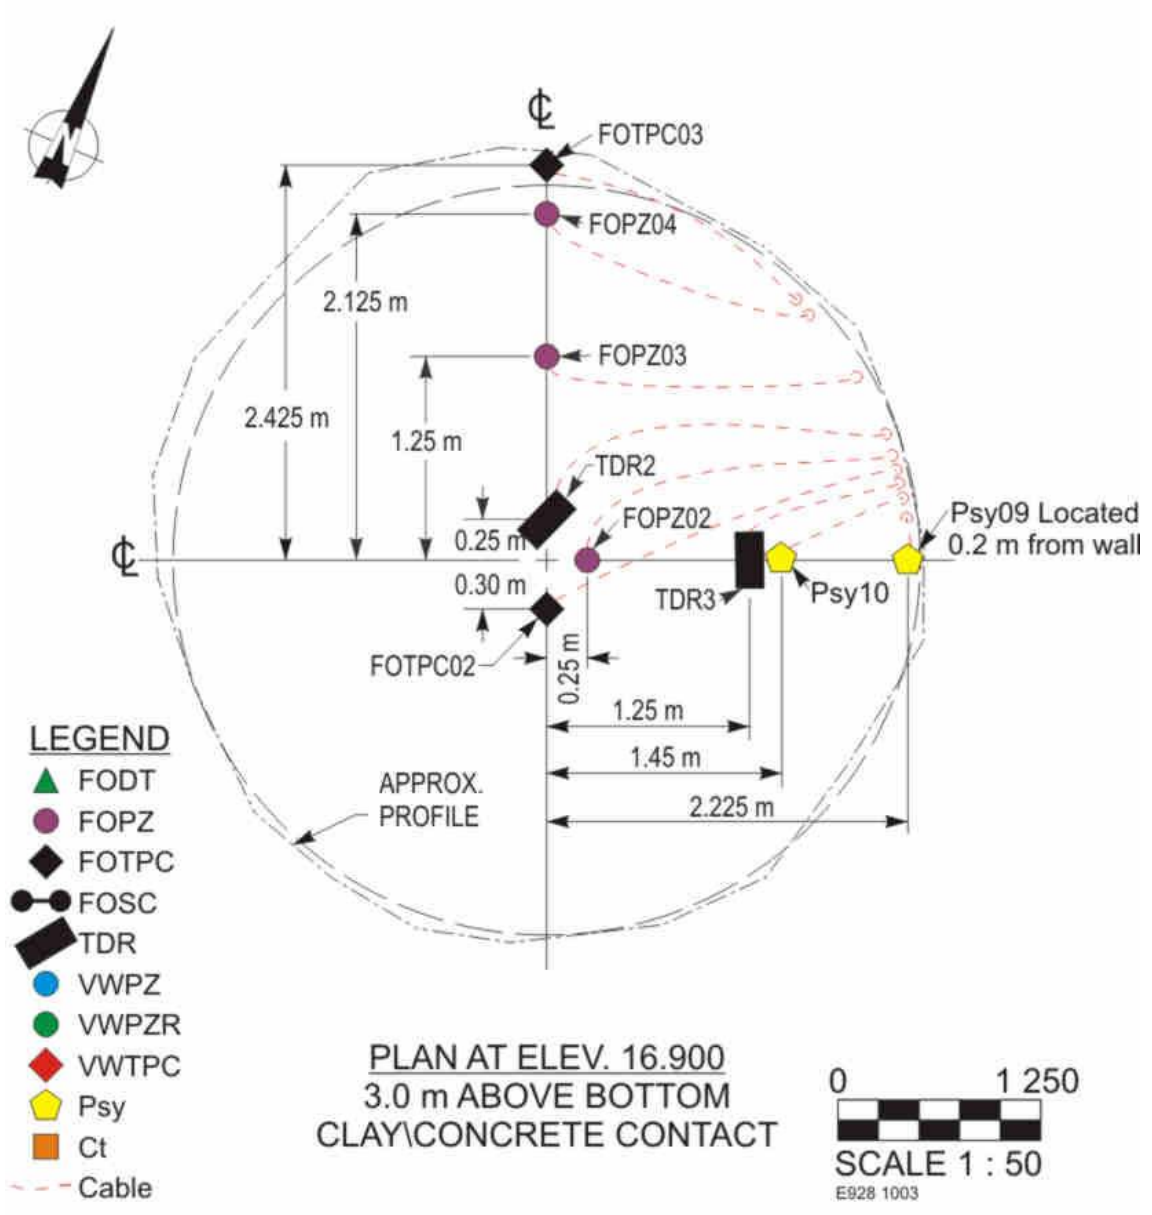 N
℄
FOTPC03
FOPZ04
2.125 m
FOPZ03
2.425 m
1.25 m
TDR2
FOPZ02
0.25 m
Psy09 Located
0.2 m from wall
℄
0.30 m
TDR3
Psy10
FOTPC02
0.25 m
1.25 m
1.45 m
2.225 m
APPROX.
PROFILE
LEGEND
FODT
FOPZ
FOTPC
FOSC
TDR
VWPZ
VWPZR
VWTPC
Psy
Ct
Cable
PLAN AT ELEV. 16.900
3.0 m ABOVE BOTTOM
CLAY\CONCRETE CONTACT
0 1 250
SCALE 1 : 50
E928 1003